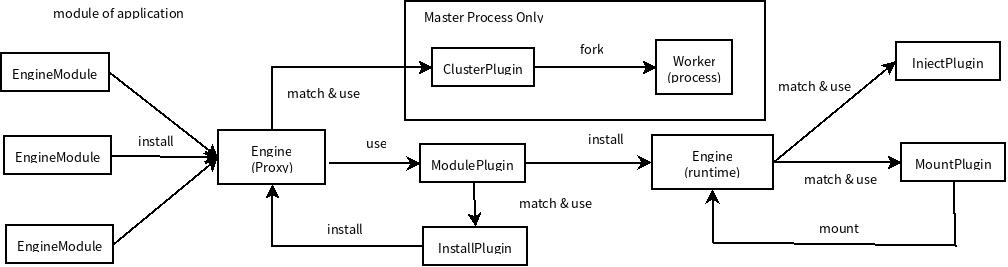 module of application
Master Process Only
EngineModule
ClusterPlugin
fork
Worker
(process)
InjectPlugin
match & use
match & use
EngineModule
install
Engine
(Proxy)
use
ModulePlugin
install
Engine
(runtime)
match & use
MountPlugin
match & use
EngineModule
install
InstallPlugin
mount